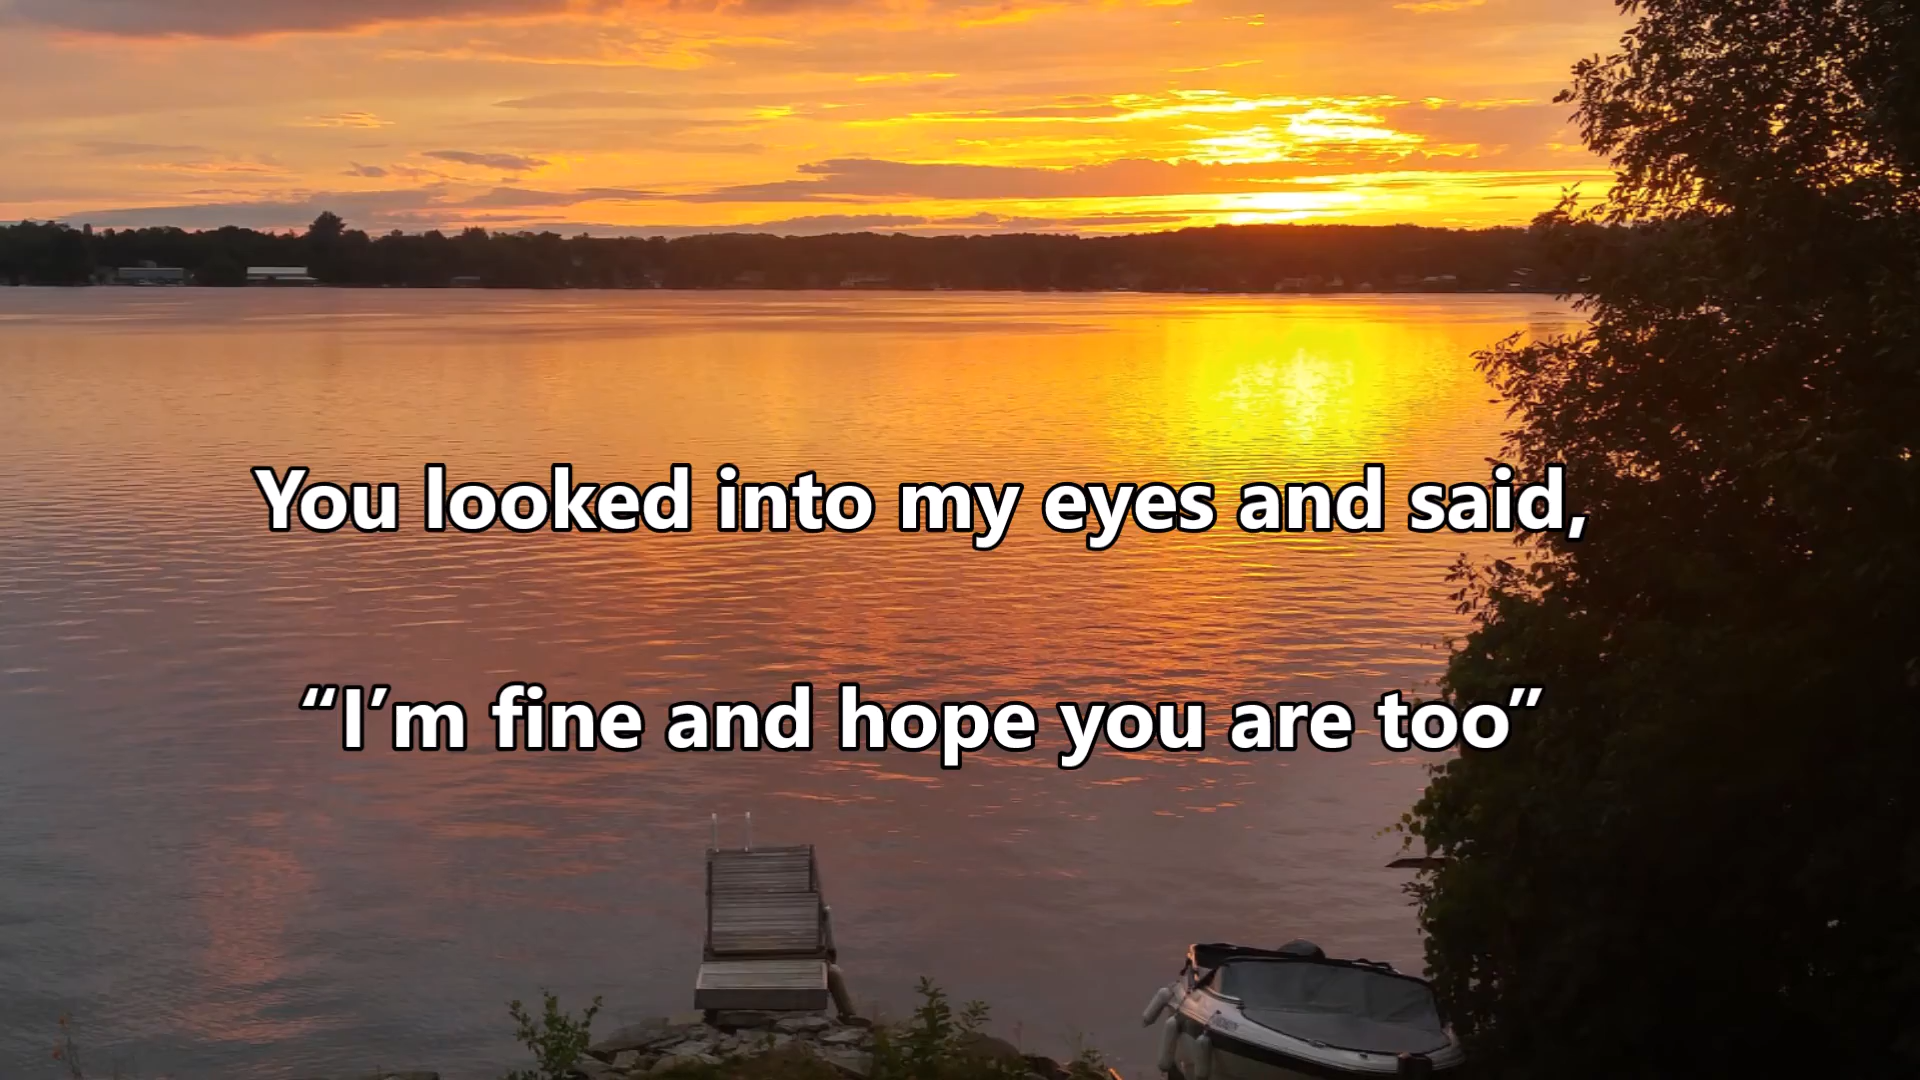 You looked into my eyes and said,
“I’m fine and hope you are too”